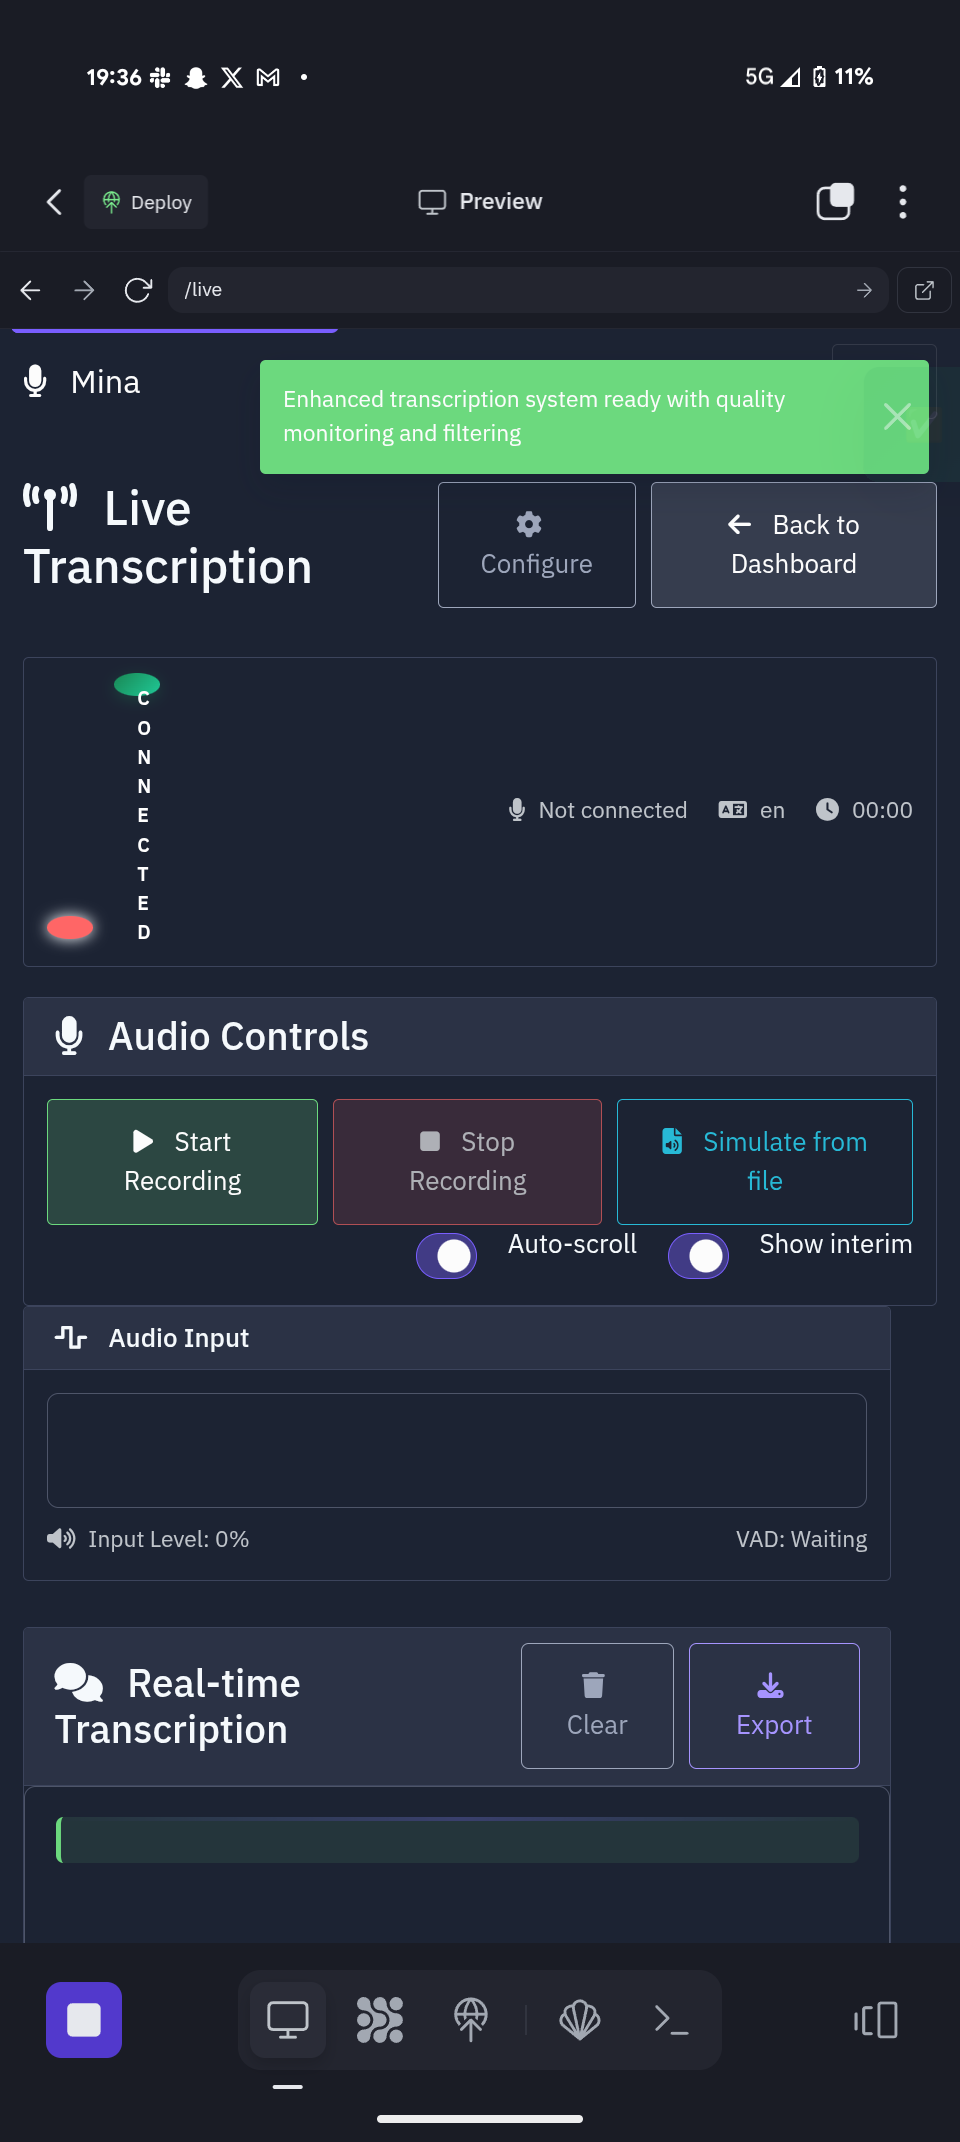 19:36
5G 11%
Deploy
Preview
/live
Mina
Enhanced transcription system ready with quality
monitoring and filtering
Live
Transcription
Configure
Back to
Dashboard
CONNECTED
Not connected
en
00:00
Audio Controls
Start
Recording
Stop
Recording
Simulate from
file
Auto-scroll
Show interim
Audio Input
Input Level: 0%
VAD: Waiting
Real-time
Transcription
Clear
Export